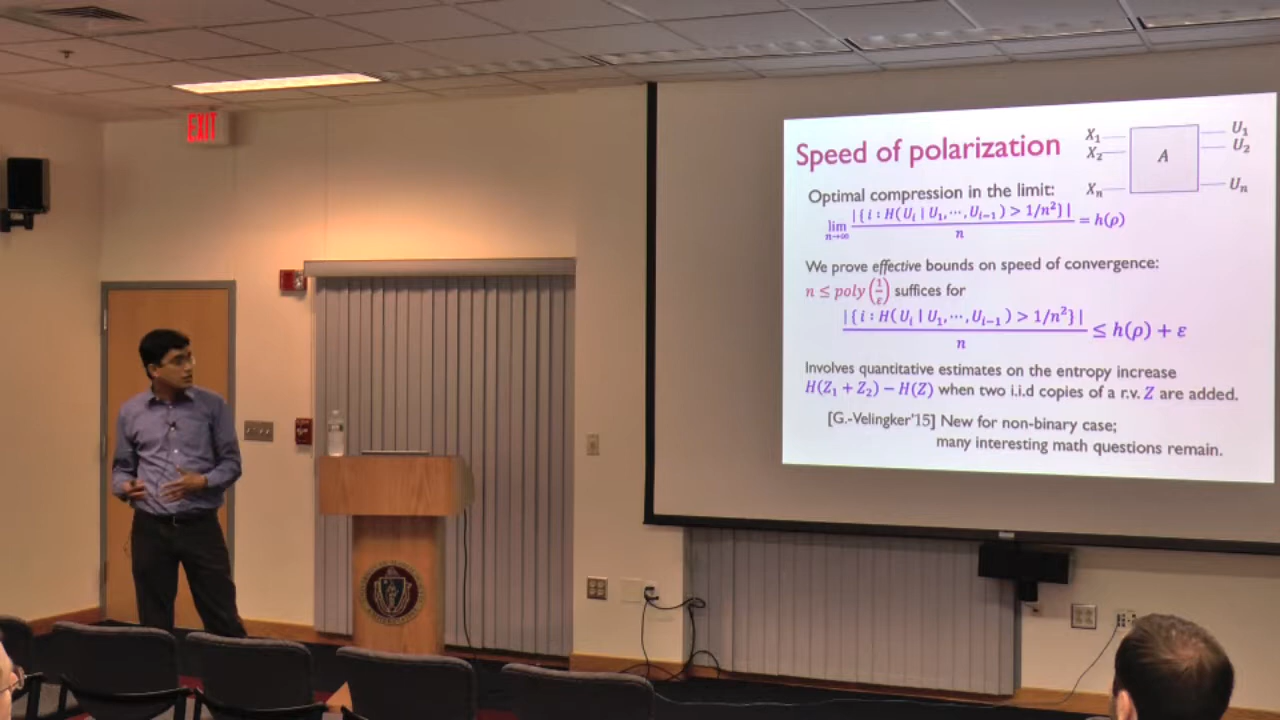 EXIT
Speed of polarization
X₁
X₂
Xₙ
A
U₁
U₂
Uₙ
Optimal compression in the limit:
lim n→∞ |{i : H(Uᵢ | U₁,⋯,Uᵢ₋₁) > 1/n²}| / n = h(ρ)
We prove effective bounds on speed of convergence:
n ≤ poly(1/ε) suffices for
|{i : H(Uᵢ | U₁,⋯,Uᵢ₋₁) > 1/n²}| / n ≤ h(ρ) + ε
Involves quantitative estimates on the entropy increase
H(Z₁ + Z₂) − H(Z) when two i.i.d copies of a r.v. Z are added.
[G.-Velingker'15] New for non-binary case;
many interesting math questions remain.